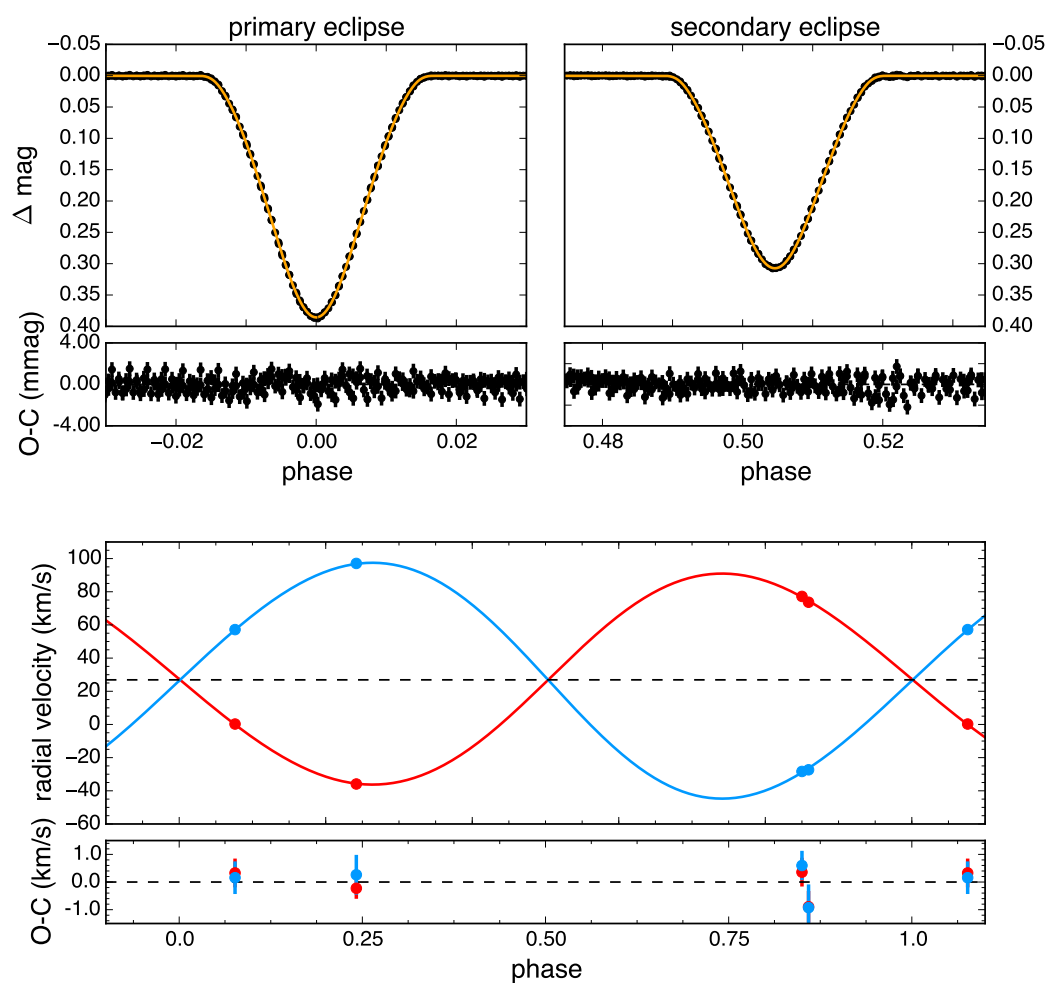 primary eclipse secondary eclipse
−0.05 −0.05
0.00 0.00
0.05 0.05
0.10 0.10
0.15 0.15
0.20 0.20
0.25 0.25
0.30 0.30
0.35 0.35
0.40 0.40
Δ mag
4.00
0.00
-4.00
O-C (mmag)
−0.02 0.00 0.02 0.48 0.50 0.52
phase phase
100
80
60
40
20
0
−20
−40
−60
radial velocity (km/s)
1.0
0.0
-1.0
O-C (km/s)
0.0 0.25 0.50 0.75 1.0
phase